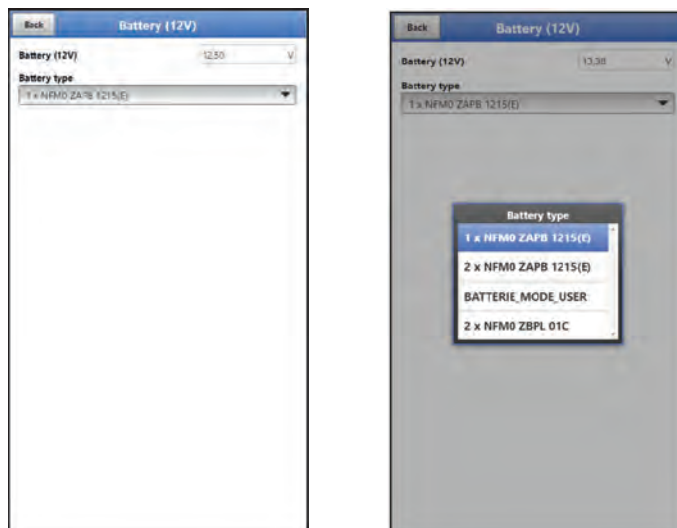 Back Battery (12V)
Battery (12V) 12.50 V
Battery type
1 x NFM0 ZAPB 1215(E)
Back Battery (12V)
Battery (12V) 13.30 V
Battery type
1 x NFM0 ZAPB 1215(E)
Battery type
1 x NFM0 ZAPB 1215(E)
2 x NFM0 ZAPB 1215(E)
BATTERIE_MODE_USER
2 x NFM0 ZBPL 01C